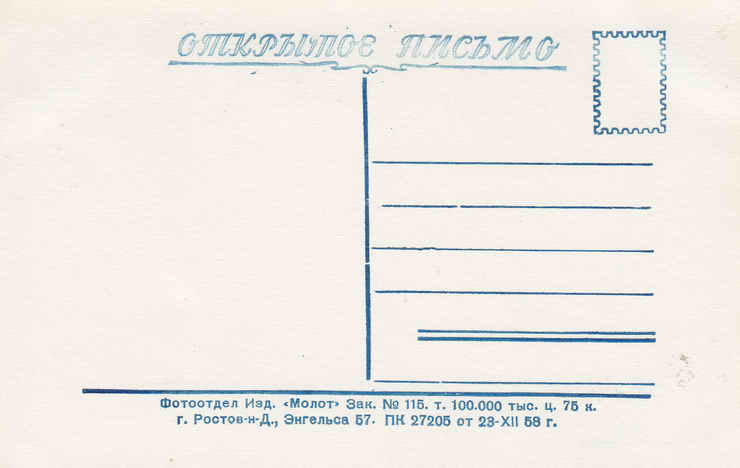 ОТКРЫТОЕ ПИСЬМО
Фотоотдел Изд. «Молот» Зак. № 115. т. 100.000 тыс. ц. 75 к.
г. Ростов-н-Д., Энгельса 57. ПК 27205 от 23-XII 58 г.